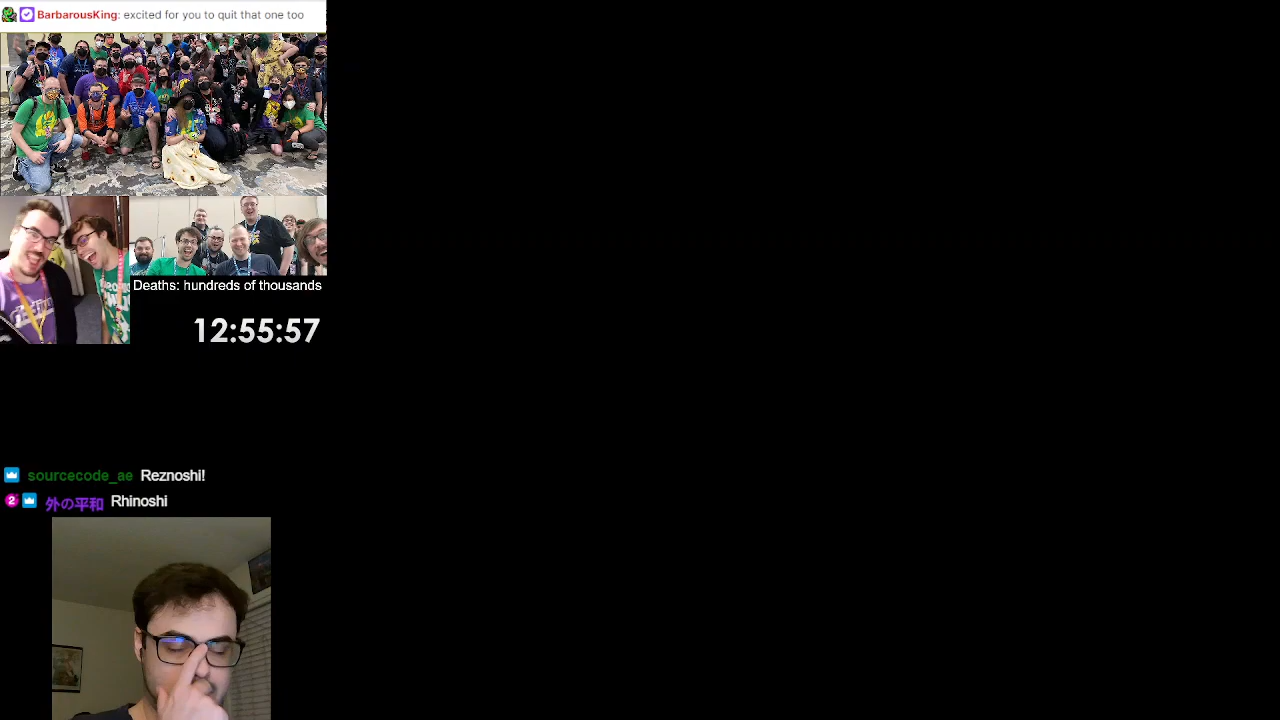 BarbarousKing: excited for you to quit that one too
Deaths: hundreds of thousands
12:55:57
sourcecode_ae Reznoshi!
2 外の平和 Rhinoshi